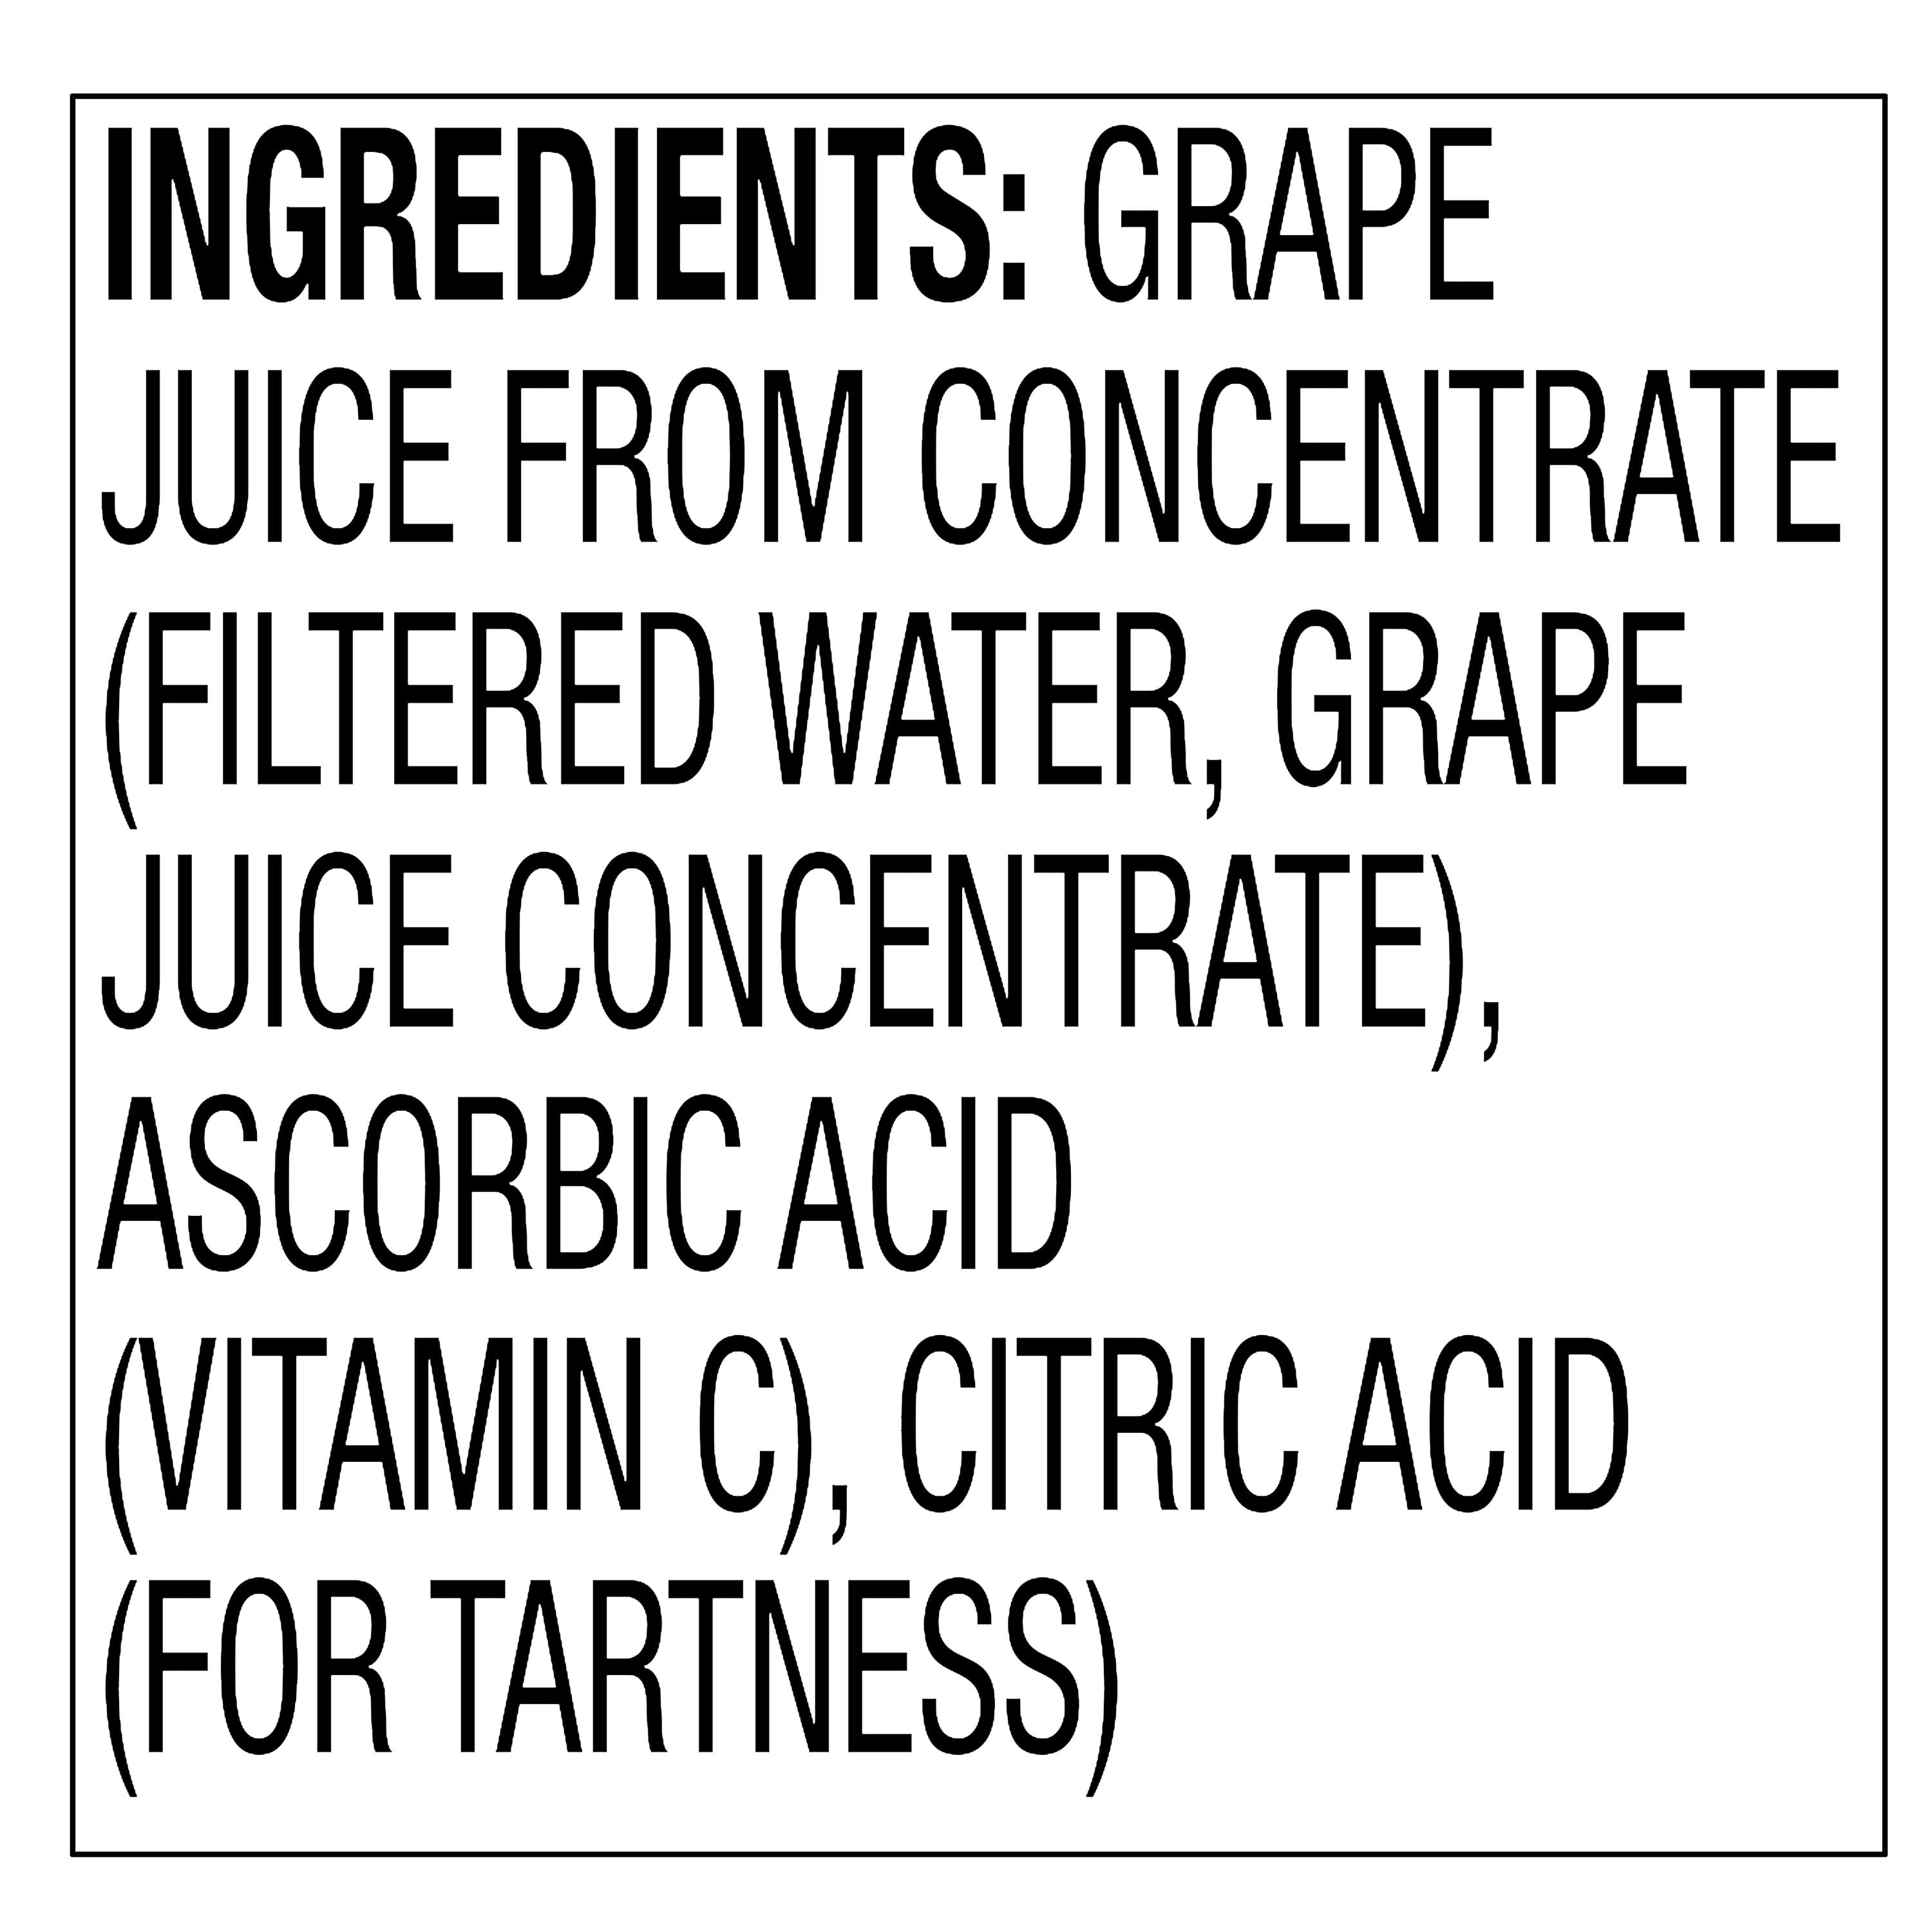 INGREDIENTS: GRAPE
JUICE FROM CONCENTRATE
(FILTERED WATER, GRAPE
JUICE CONCENTRATE),
ASCORBIC ACID
(VITAMIN C), CITRIC ACID
(FOR TARTNESS)